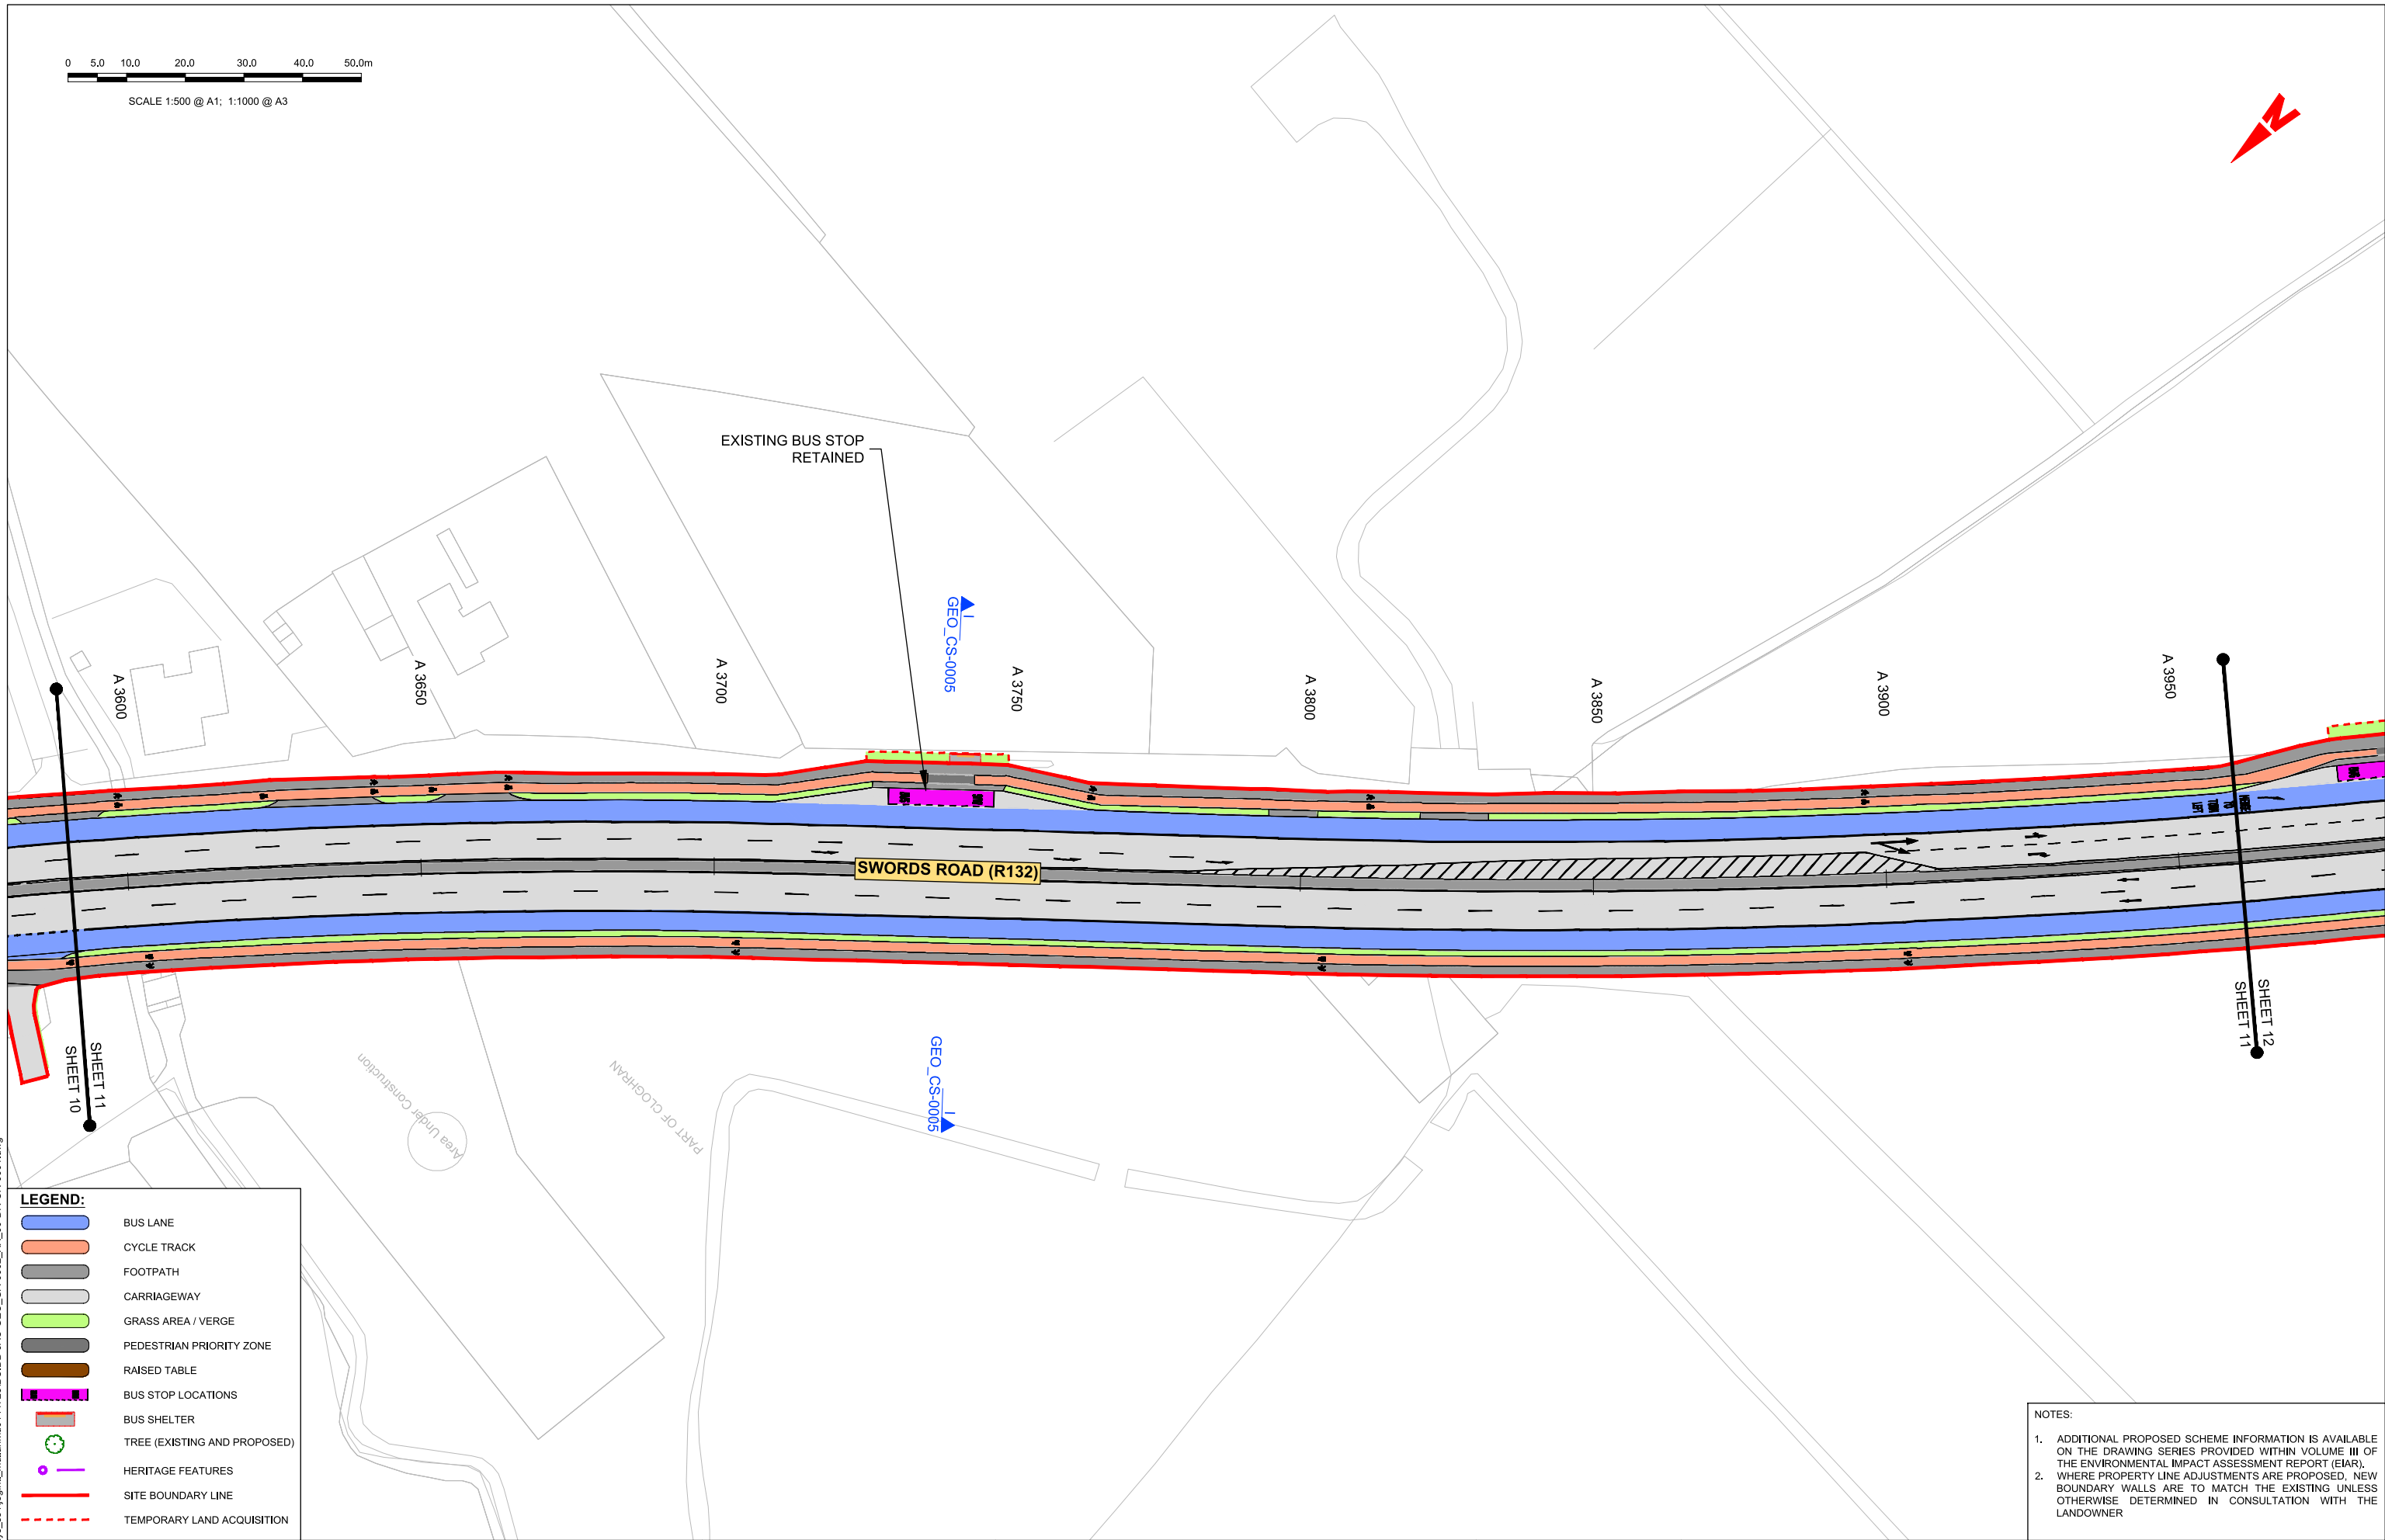 0 5.0 10.0 20.0 30.0 40.0 50.0m
SCALE 1:500 @ A1; 1:1000 @ A3
N
EXISTING BUS STOP
RETAINED
I
GEO_CS-0005
A 3600
A 3650
A 3700
A 3750
A 3800
A 3850
A 3900
A 3950
SWORDS ROAD (R132)
SHEET 11
SHEET 10
SHEET 12
SHEET 11
Area Under Construction
PART OF CLOGHRAN
I
GEO_CS-0005
LEGEND:
BUS LANE
CYCLE TRACK
FOOTPATH
CARRIAGEWAY
GRASS AREA / VERGE
PEDESTRIAN PRIORITY ZONE
RAISED TABLE
BUS STOP LOCATIONS
BUS SHELTER
TREE (EXISTING AND PROPOSED)
HERITAGE FEATURES
SITE BOUNDARY LINE
TEMPORARY LAND ACQUISITION
NOTES:
1. ADDITIONAL PROPOSED SCHEME INFORMATION IS AVAILABLE
ON THE DRAWING SERIES PROVIDED WITHIN VOLUME III OF
THE ENVIRONMENTAL IMPACT ASSESSMENT REPORT (EIAR).
2. WHERE PROPERTY LINE ADJUSTMENTS ARE PROPOSED, NEW
BOUNDARY WALLS ARE TO MATCH THE EXISTING UNLESS
OTHERWISE DETERMINED IN CONSULTATION WITH THE
LANDOWNER